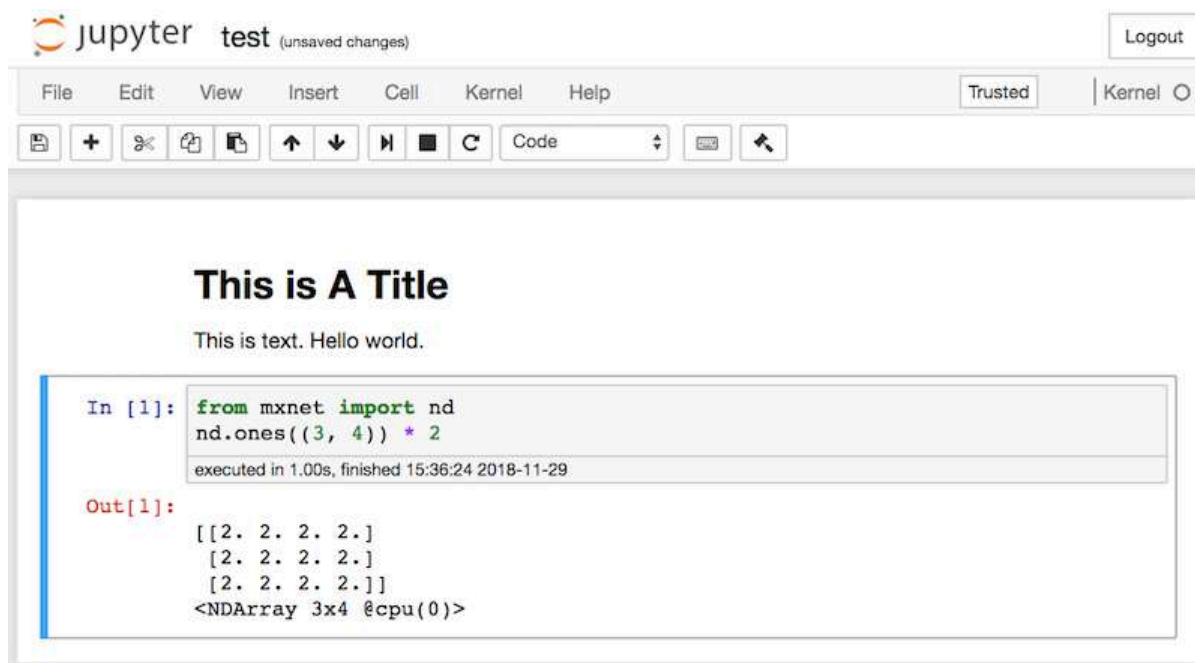 jupyter test (unsaved changes) Logout
File Edit View Insert Cell Kernel Help Trusted Kernel
Code
This is A Title
This is text. Hello world.
In [1]: from mxnet import nd
nd.ones((3, 4)) * 2
executed in 1.00s, finished 15:36:24 2018-11-29
Out[1]:
[[2. 2. 2. 2.]
[2. 2. 2. 2.]
[2. 2. 2. 2.]]
<NDArray 3x4 @cpu(0)>